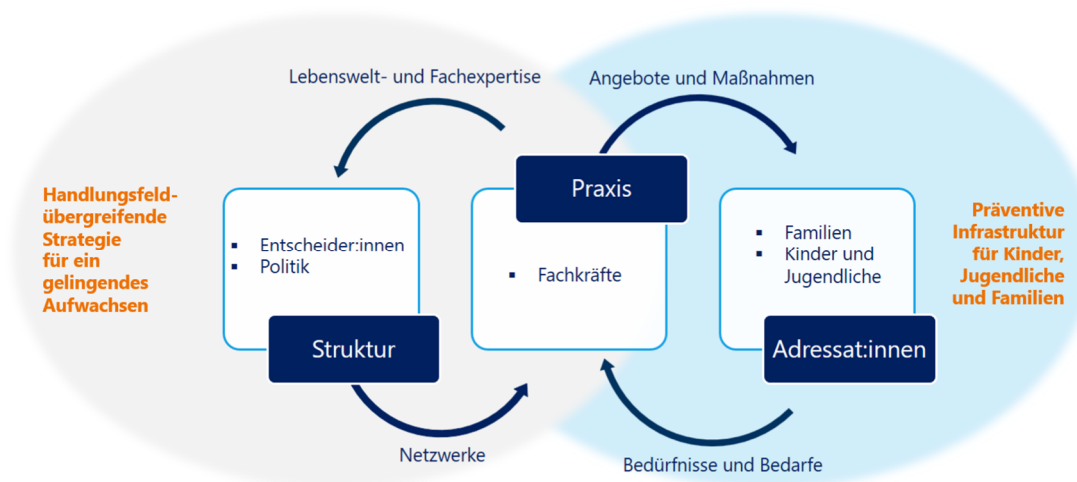 Lebenswelt- und Fachexpertise
Angebote und Maßnahmen
Handlungsfeld-
übergreifende
Strategie
für ein
gelingendes
Aufwachsen
▪ Entscheider:innen
▪ Politik
Struktur
Praxis
▪ Fachkräfte
▪ Familien
▪ Kinder und
Jugendliche
Adressat:innen
Präventive
Infrastruktur
für Kinder,
Jugendliche
und Familien
Netzwerke
Bedürfnisse und Bedarfe